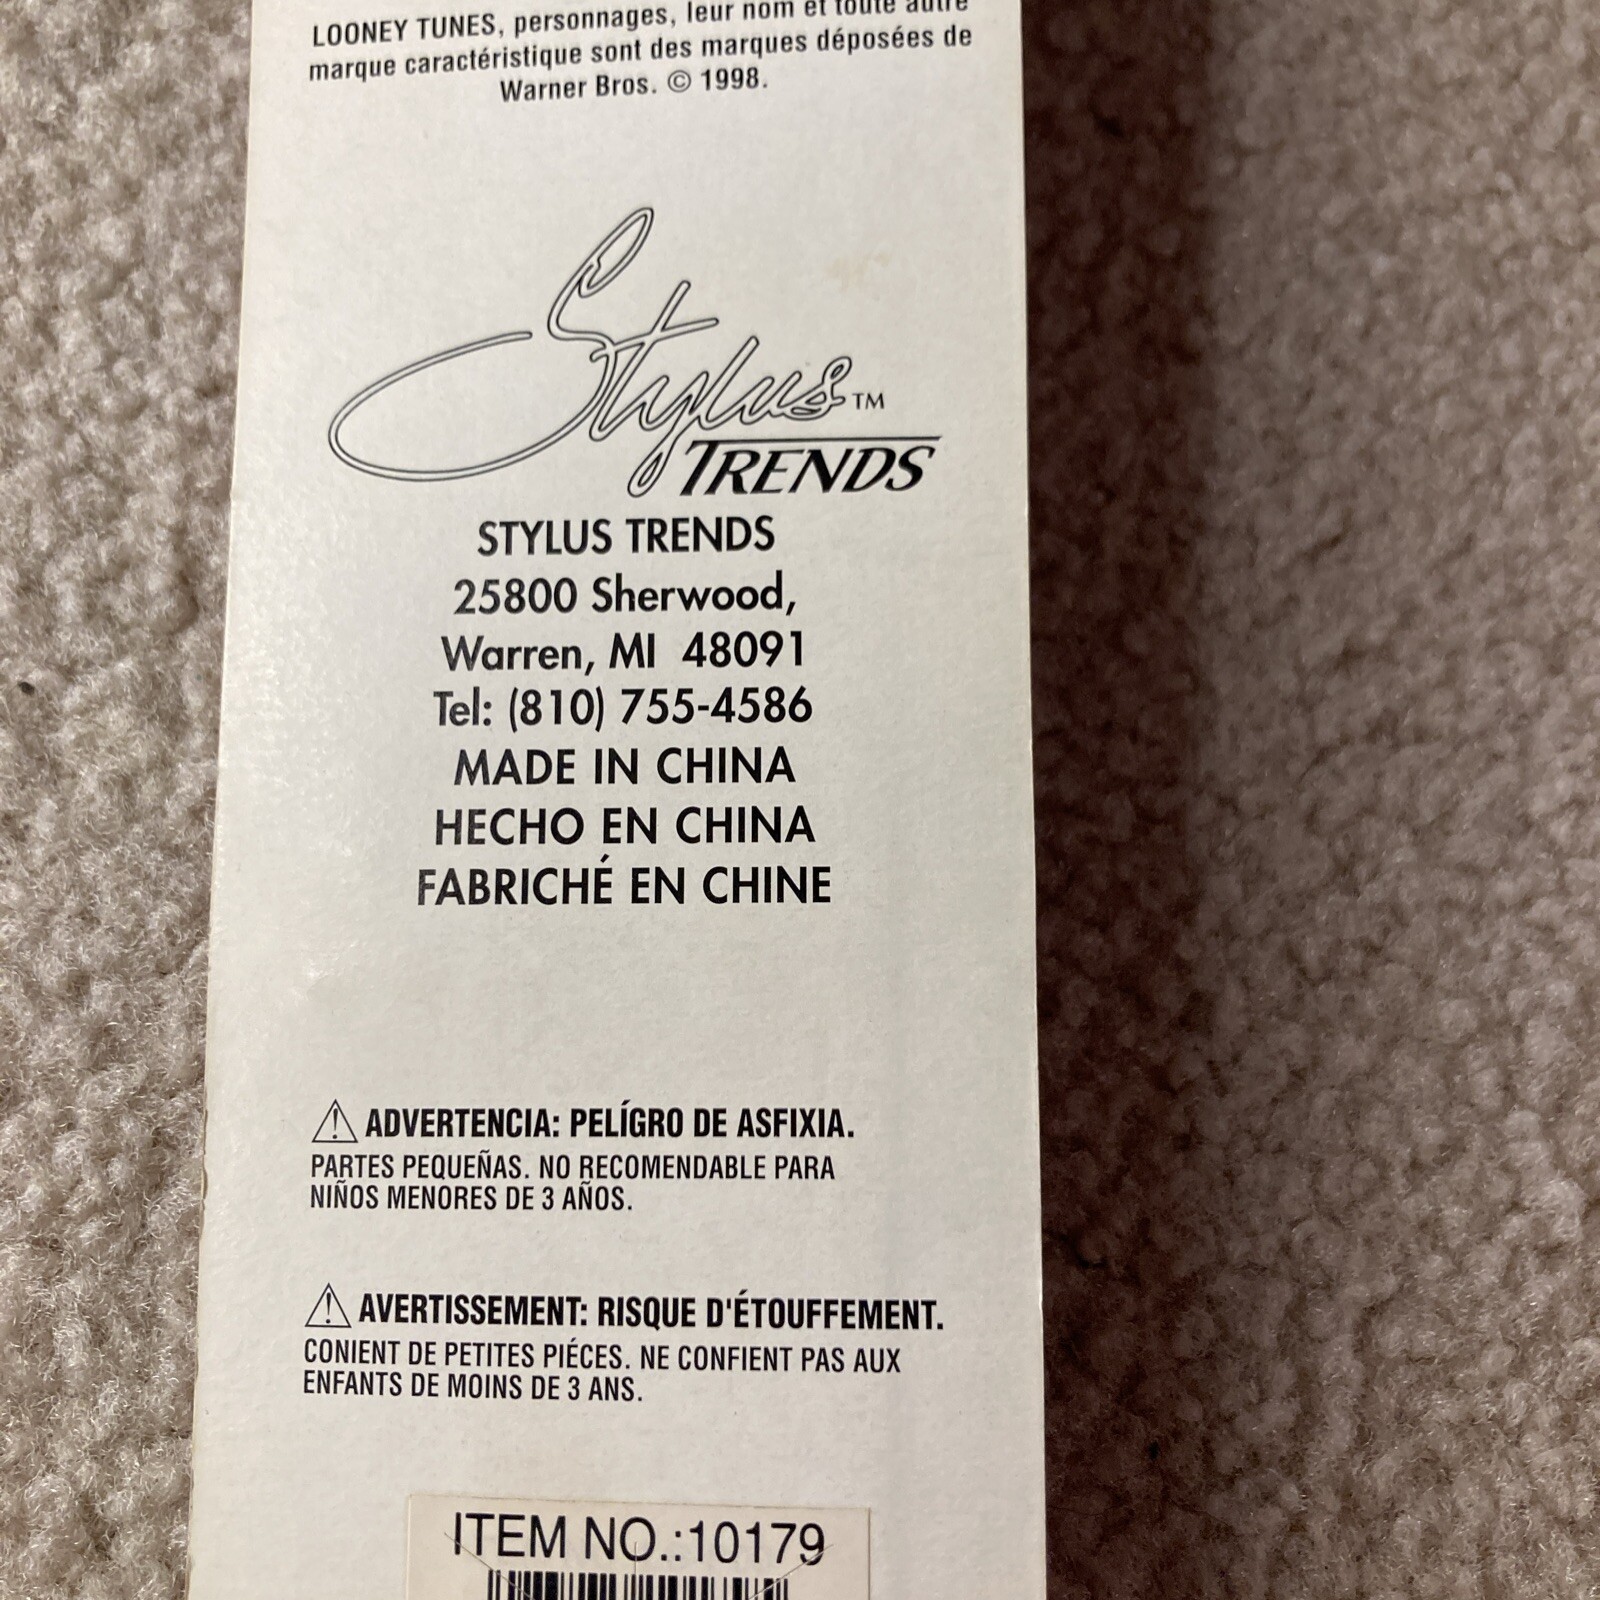 LOONEY TUNES, personnages, leur nom et toute autre
marque caractéristique sont des marques déposées de
Warner Bros. © 1998.
Stylus™
TRENDS
STYLUS TRENDS
25800 Sherwood,
Warren, MI 48091
Tel: (810) 755-4586
MADE IN CHINA
HECHO EN CHINA
FABRICHÉ EN CHINE
⚠ ADVERTENCIA: PELÍGRO DE ASFIXIA.
PARTES PEQUEÑAS. NO RECOMENDABLE PARA
NIÑOS MENORES DE 3 AÑOS.
⚠ AVERTISSEMENT: RISQUE D'ÉTOUFFEMENT.
CONIENT DE PETITES PIÉCES. NE CONFIENT PAS AUX
ENFANTS DE MOINS DE 3 ANS.
ITEM NO.:10179